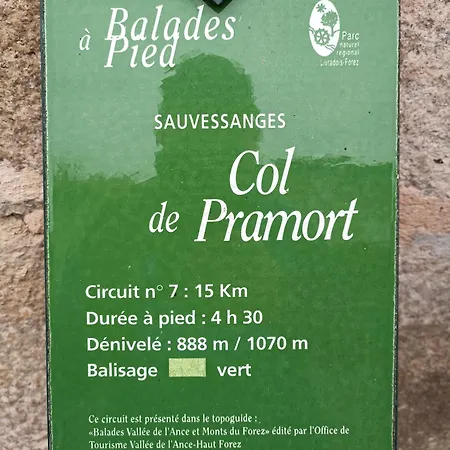 Balades
à Pied
Parc
naturel
régional
Livradois-Forez
SAUVESSANGES
Col
de Pramort
Circuit n° 7 : 15 Km
Durée à pied : 4 h 30
Dénivelé : 888 m / 1070 m
Balisage vert
Ce circuit est présenté dans le topoguide :
«Balades Vallée de l'Ance et Monts du Forez» édité par l'Office de
Tourisme Vallée de l'Ance-Haut Forez